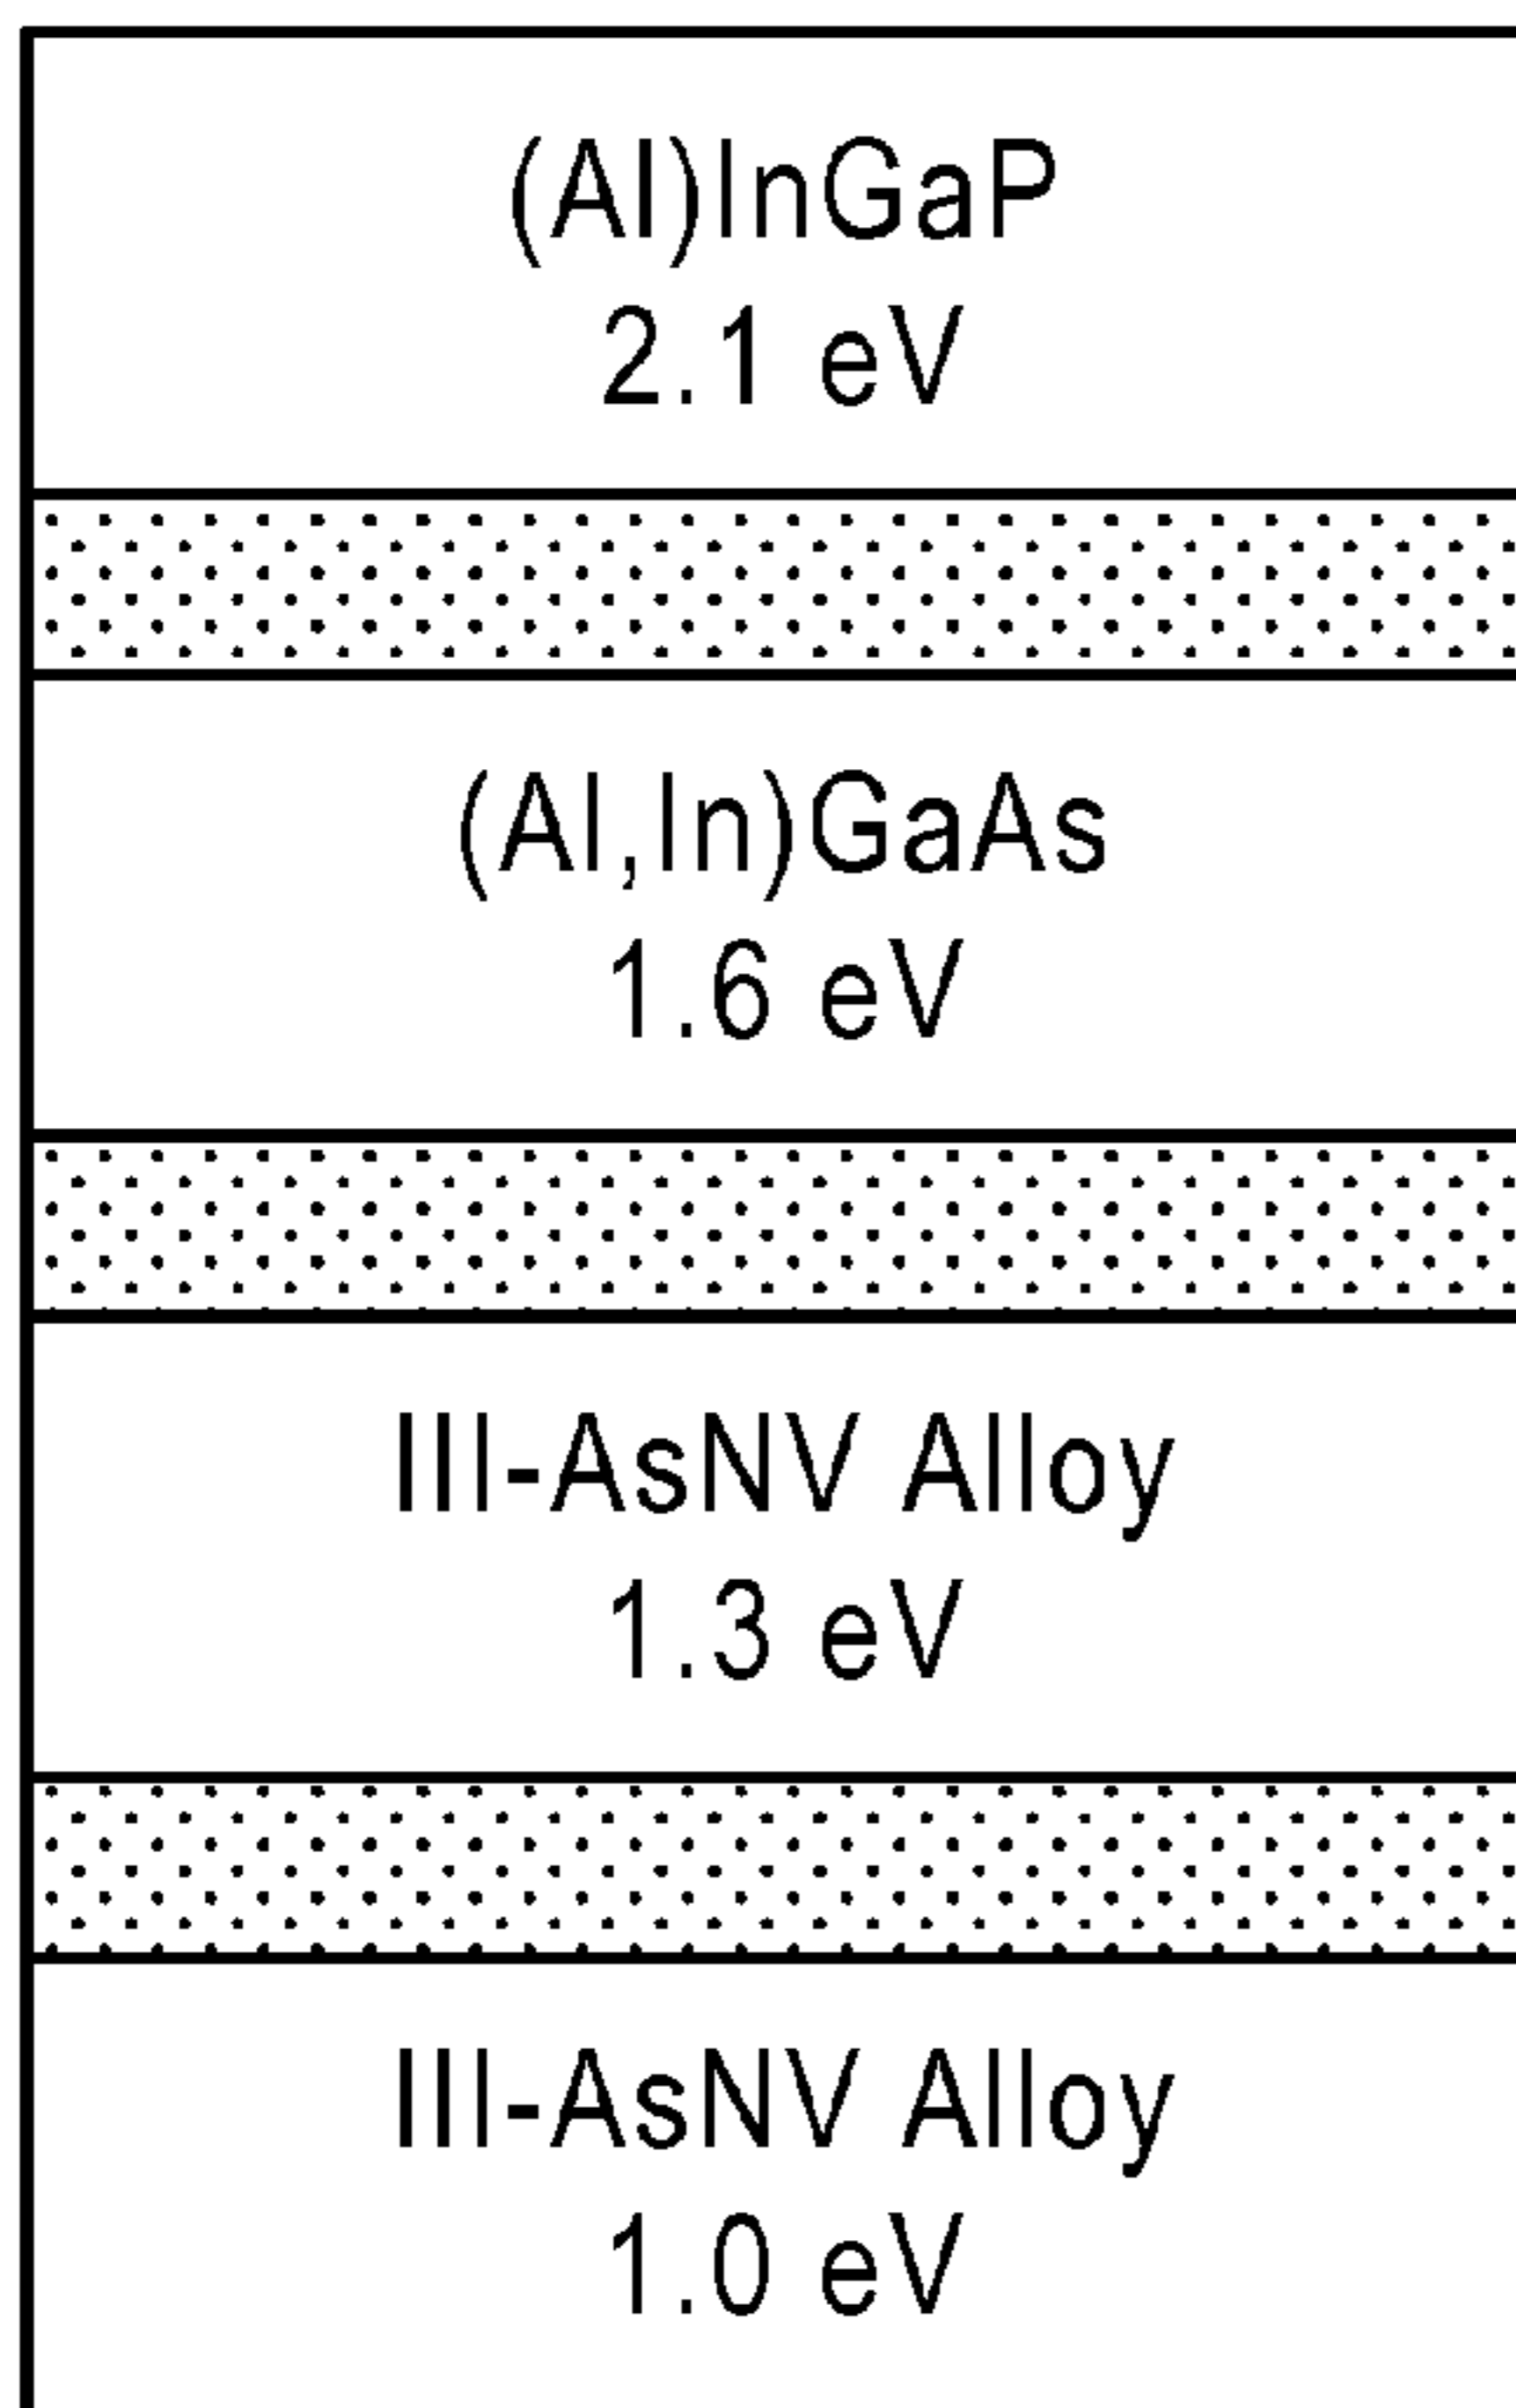 (Al)InGaP
2.1 eV
(Al,In)GaAs
1.6 eV
III-AsNV Alloy
1.3 eV
III-AsNV Alloy
1.0 eV